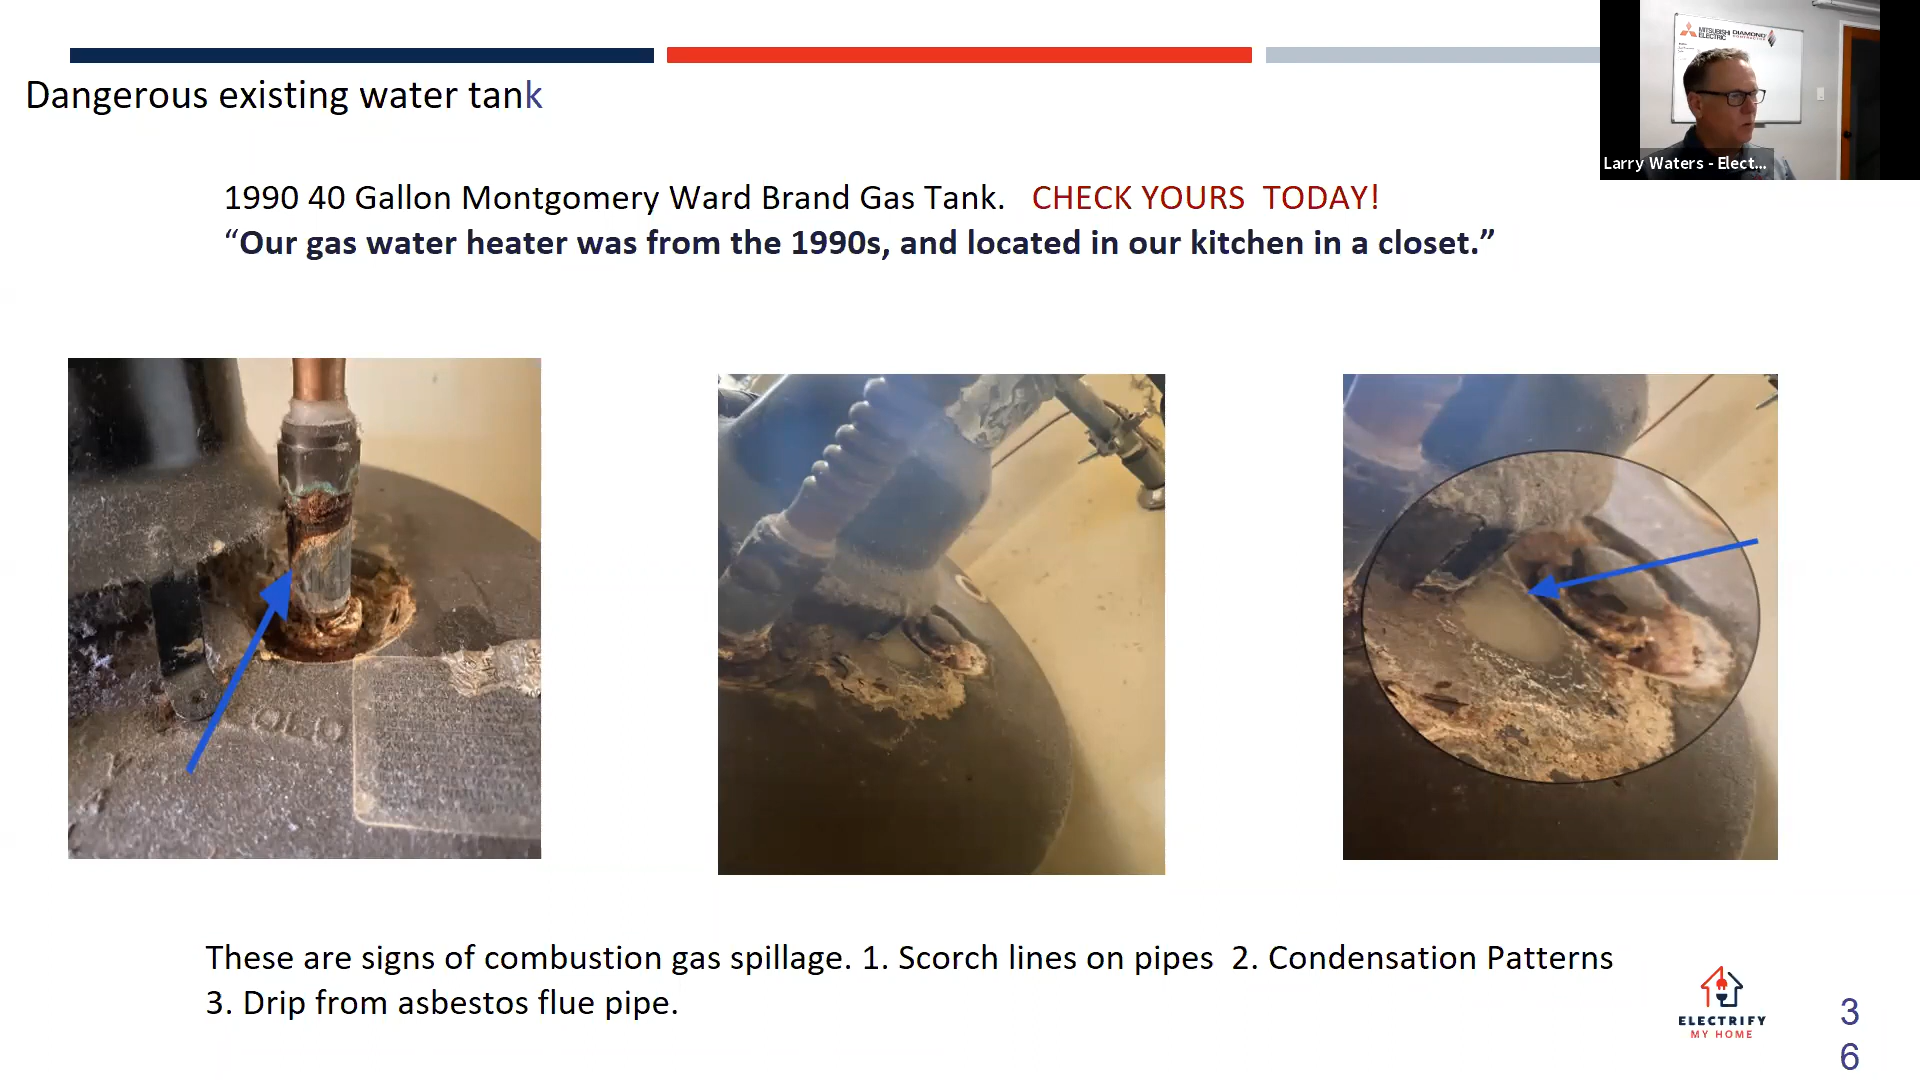 Dangerous existing water tank
MITSUBISHI ELECTRIC
DIAMOND
Larry Waters - Elect...
1990 40 Gallon Montgomery Ward Brand Gas Tank. CHECK YOURS TODAY!
“Our gas water heater was from the 1990s, and located in our kitchen in a closet.”
These are signs of combustion gas spillage. 1. Scorch lines on pipes 2. Condensation Patterns
3. Drip from asbestos flue pipe.
ELECTRIFY
MY HOME
3
6